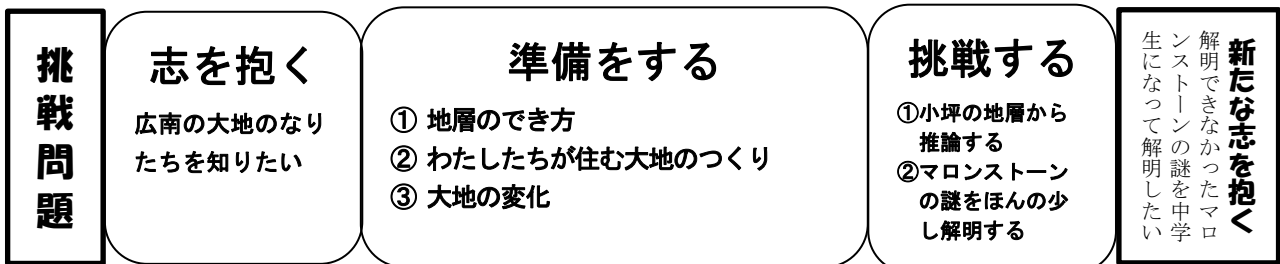 挑戦問題
志を抱く
広南の大地のなり
たちを知りたい
準備をする
① 地層のでき方
② わたしたちが住む大地のつくり
③ 大地の変化
挑戦する
①小坪の地層から
推論する
②マロンストーン
の謎をほんの少
し解明する
新たな志を抱く
解明できなかったマロ
ンストーンの謎を中学
生になって解明したい